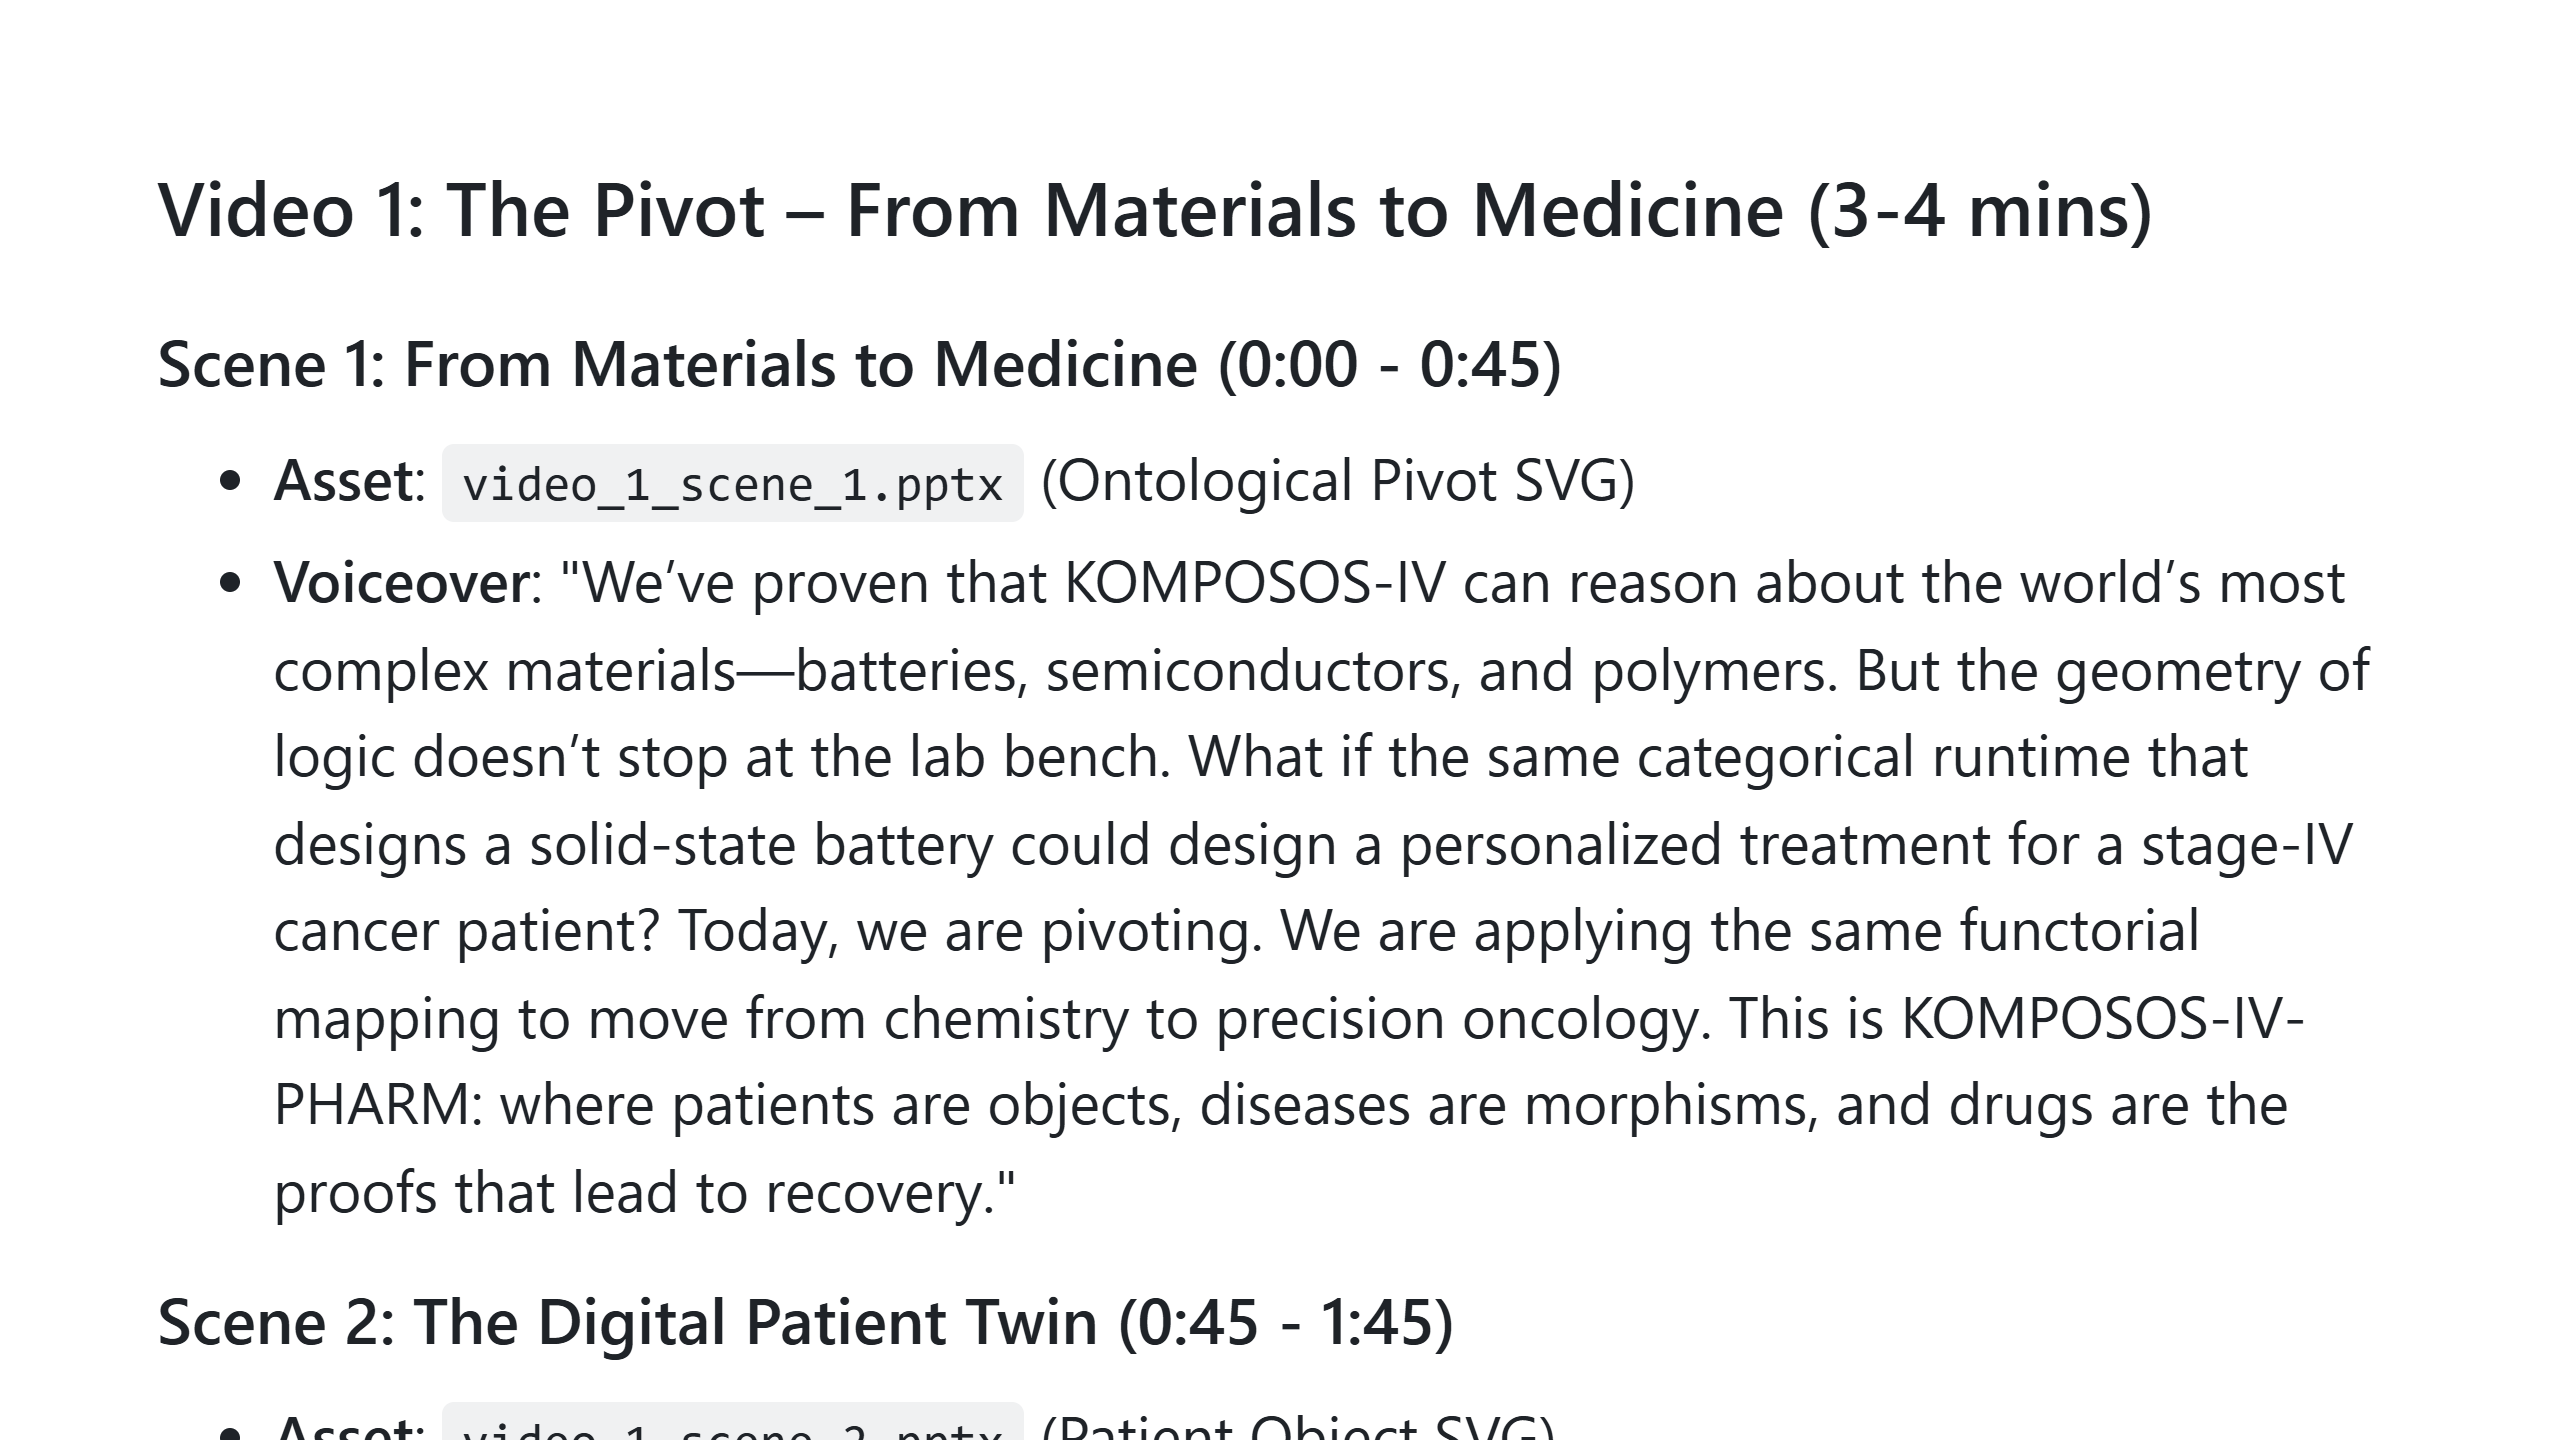 Video 1: The Pivot – From Materials to Medicine (3-4 mins)
Scene 1: From Materials to Medicine (0:00 - 0:45)
• Asset: video_1_scene_1.pptx (Ontological Pivot SVG)
• Voiceover: "We’ve proven that KOMPOSOS-IV can reason about the world’s most
complex materials—batteries, semiconductors, and polymers. But the geometry of
logic doesn’t stop at the lab bench. What if the same categorical runtime that
designs a solid-state battery could design a personalized treatment for a stage-IV
cancer patient? Today, we are pivoting. We are applying the same functorial
mapping to move from chemistry to precision oncology. This is KOMPOSOS-IV-
PHARM: where patients are objects, diseases are morphisms, and drugs are the
proofs that lead to recovery."
Scene 2: The Digital Patient Twin (0:45 - 1:45)
• Asset: video_1_scene_2.pptx (Patient Object SVG)